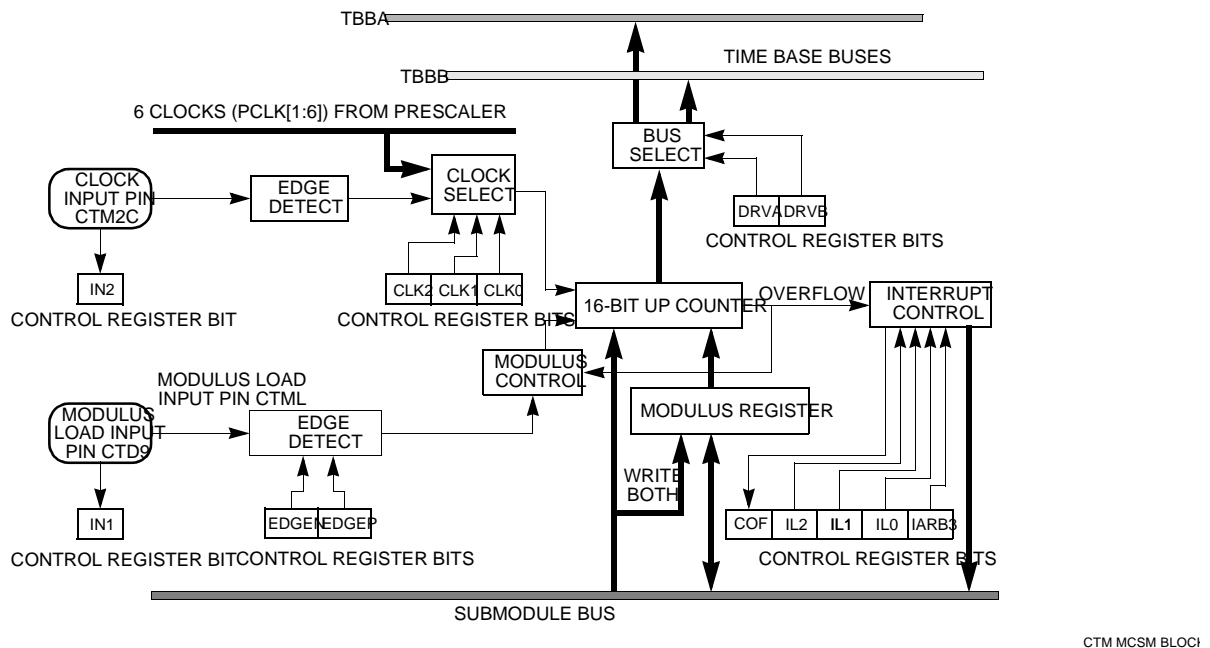 TBBA
TIME BASE BUSES
TBBB
6 CLOCKS (PCLK[1:6]) FROM PRESCALER
BUS
SELECT
CLOCK
INPUT PIN
CTM2C
EDGE
DETECT
CLOCK
SELECT
DRVA
DRVB
CONTROL REGISTER BITS
IN2
CONTROL REGISTER BIT
CLK2
CLK1
CLK0
CONTROL REGISTER BITS
16-BIT UP COUNTER
OVERFLOW
INTERRUPT
CONTROL
MODULUS
CONTROL
MODULUS LOAD
INPUT PIN CTML
MODULUS
LOAD INPUT
PIN CTD9
EDGE
DETECT
MODULUS REGISTER
WRITE
BOTH
IN1
CONTROL REGISTER BIT
EDGEN
EDGEP
CONTROL REGISTER BITS
COF
IL2
IL1
IL0
IARB3
CONTROL REGISTER BITS
SUBMODULE BUS
CTM MCSM BLOCK